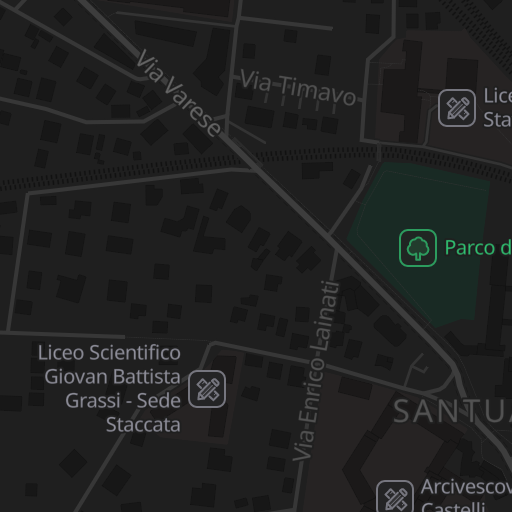 Via Varese
Via Timavo
Lice
Sta
Parco d
Via Enrico Lainati
Liceo Scientifico
Giovan Battista
Grassi - Sede
Staccata
SANTUA
Arcivescov
Castelli